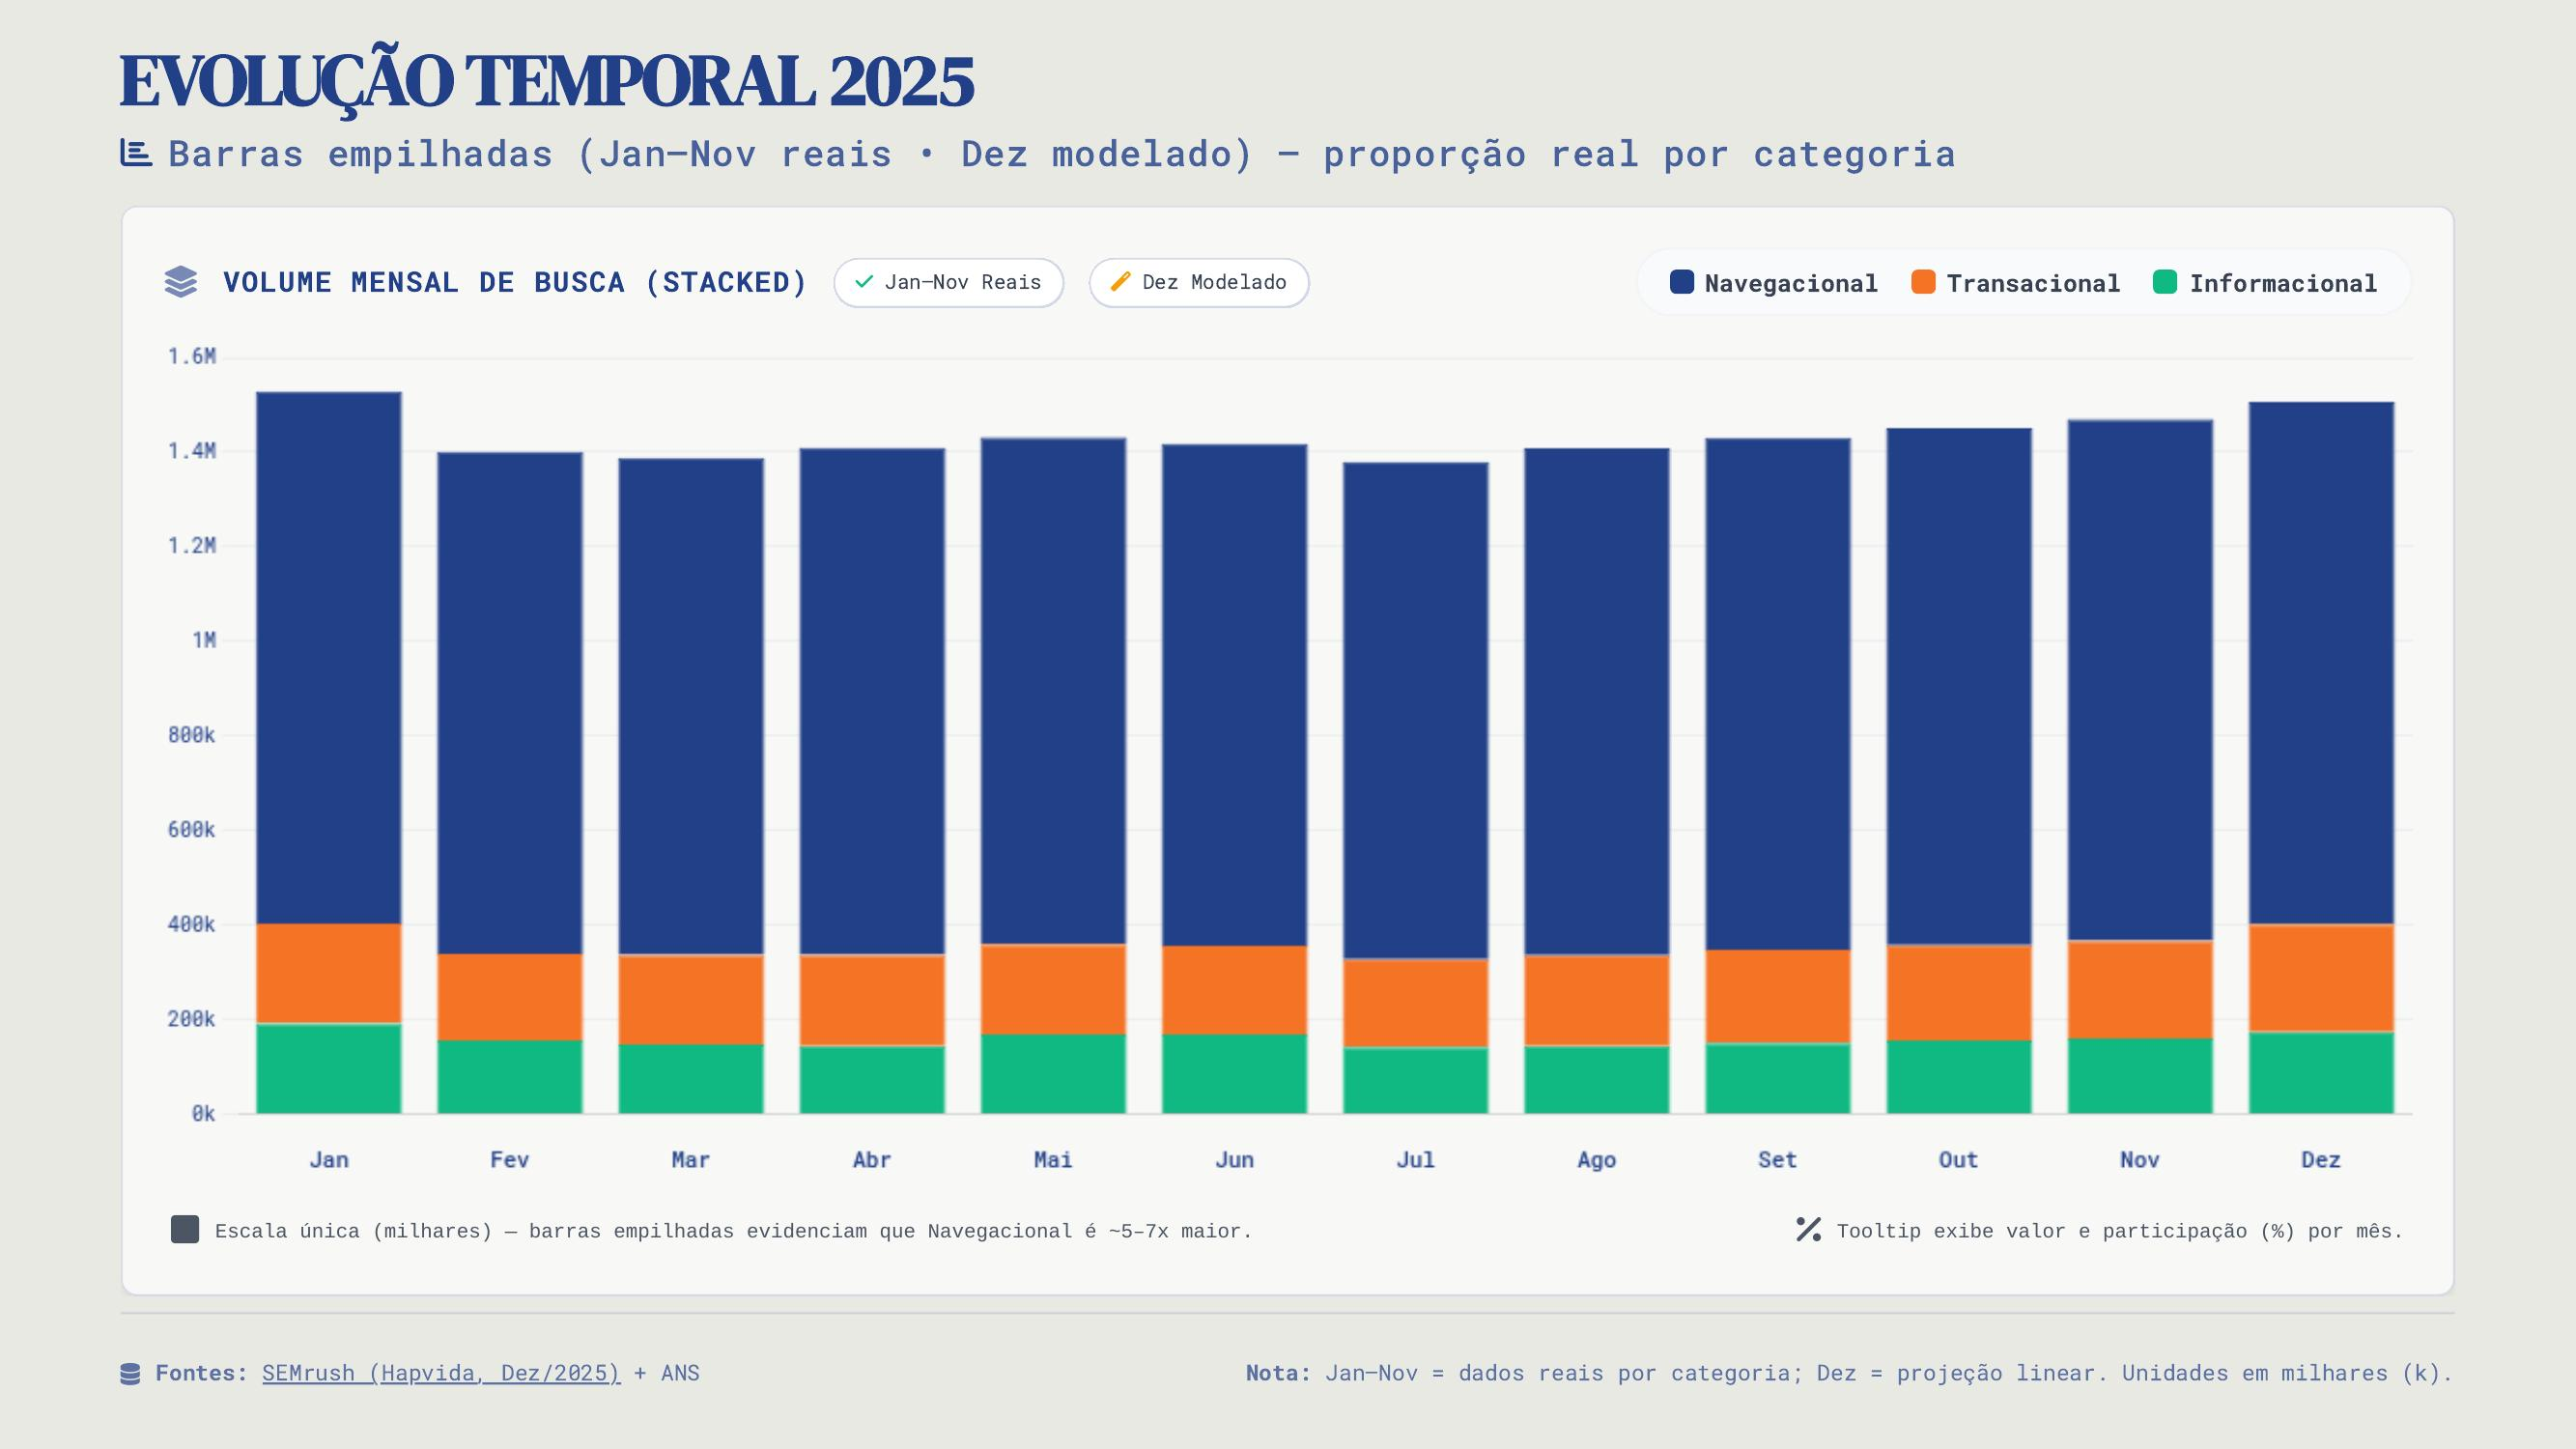 EVOLUÇÃO TEMPORAL 2025
Barras empilhadas (Jan–Nov reais • Dez modelado) — proporção real por categoria
VOLUME MENSAL DE BUSCA (STACKED)
Jan–Nov Reais
Dez Modelado
Navegacional
Transacional
Informacional
1.6M
1.4M
1.2M
1M
800k
600k
400k
200k
0k
Jan
Fev
Mar
Abr
Mai
Jun
Jul
Ago
Set
Out
Nov
Dez
Escala única (milhares) — barras empilhadas evidenciam que Navegacional é ~5–7x maior.
Tooltip exibe valor e participação (%) por mês.
Fontes: SEMrush (Hapvida, Dez/2025) + ANS
Nota: Jan–Nov = dados reais por categoria; Dez = projeção linear. Unidades em milhares (k).